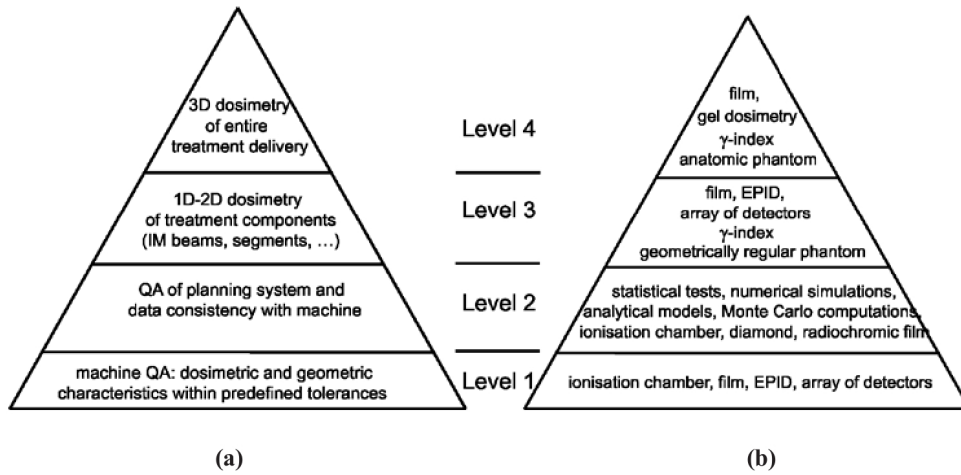 3D dosimetry
of entire
treatment delivery
1D-2D dosimetry
of treatment components
(IM beams, segments, …)
QA of planning system and
data consistency with machine
machine QA: dosimetric and geometric
characteristics within predefined tolerances
Level 4
Level 3
Level 2
Level 1
film,
gel dosimetry
γ-index
anatomic phantom
film, EPID,
array of detectors
γ-index
geometrically regular phantom
statistical tests, numerical simulations,
analytical models, Monte Carlo computations,
ionisation chamber, diamond, radiochromic film
ionisation chamber, film, EPID, array of detectors
(a)
(b)